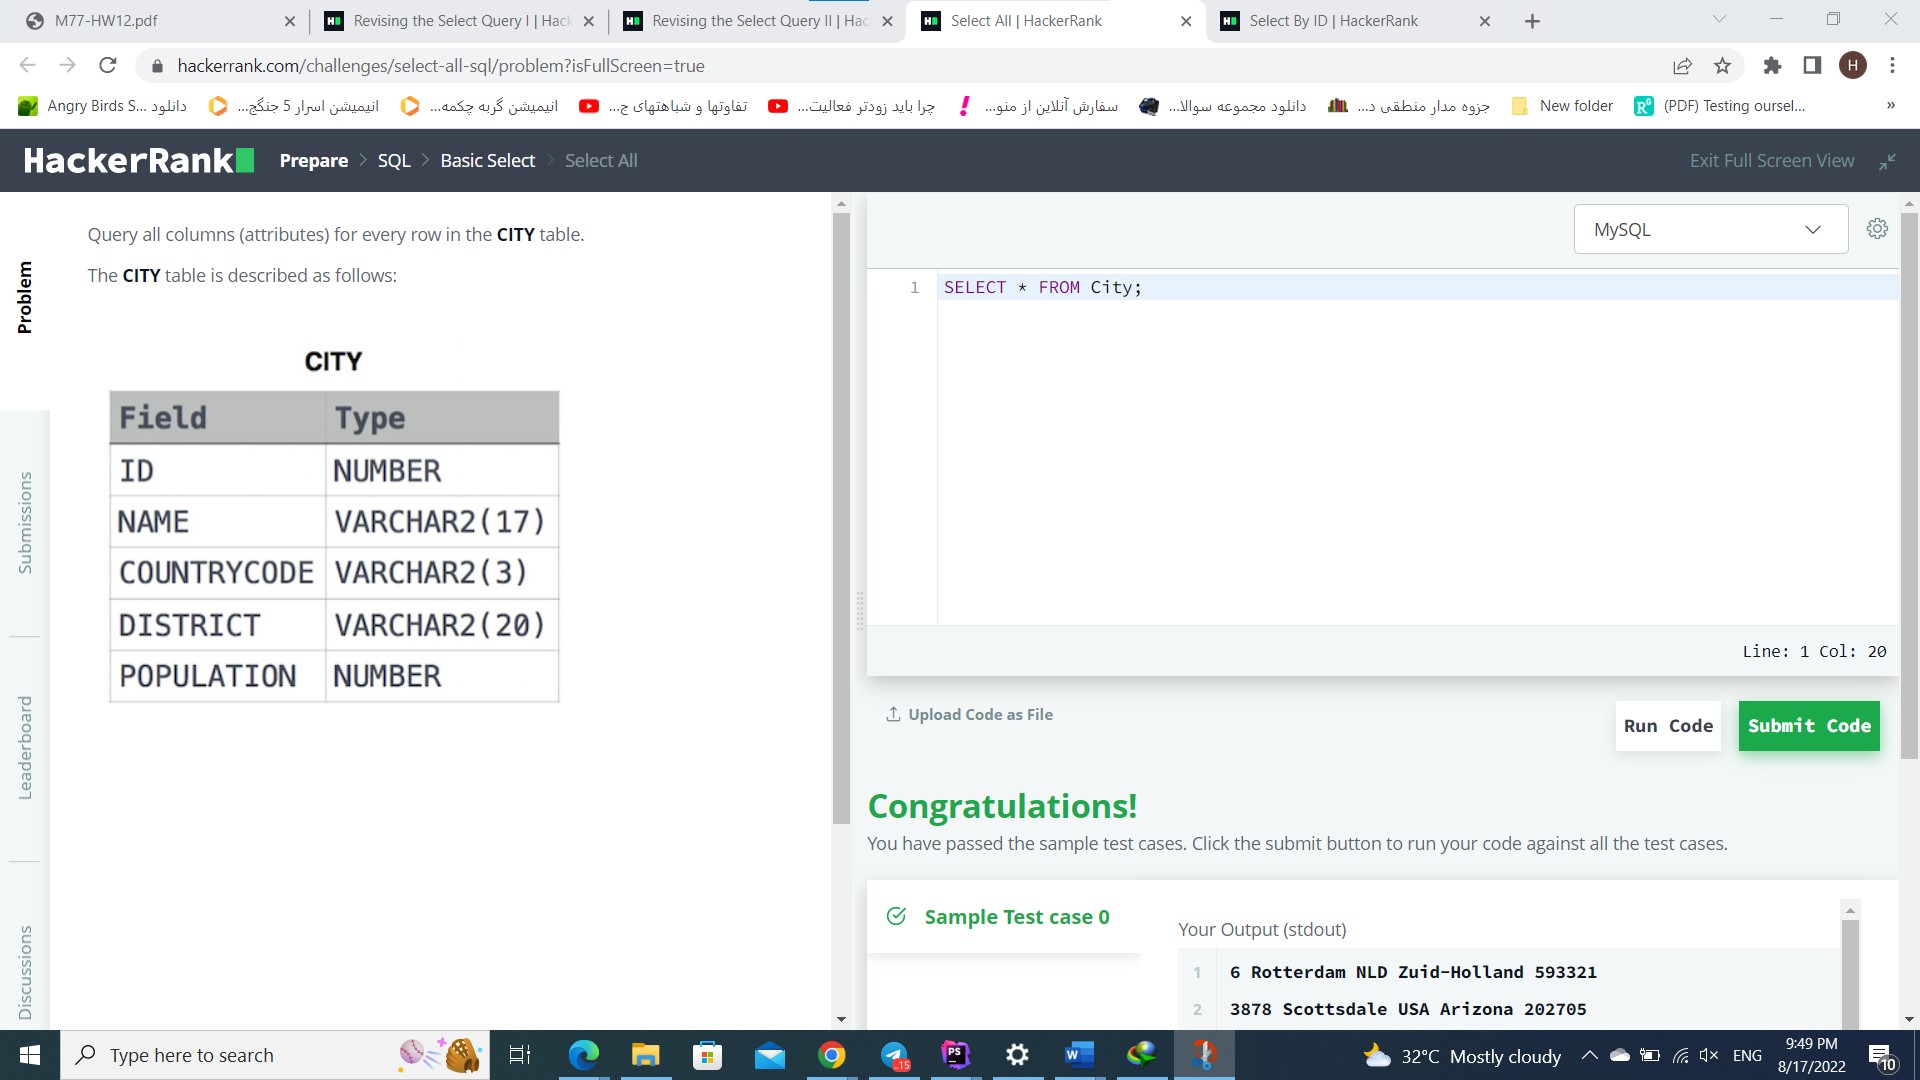 M77-HW12.pdf
Revising the Select Query I | Hack
Revising the Select Query II | Hac
Select All | HackerRank
Select By ID | HackerRank
hackerrank.com/challenges/select-all-sql/problem?isFullScreen=true
H
Angry Birds S... دانلود
انیمیشن اسرار 5 جنگچ...
انیمیشن گربه چکمه...
تفاوتها و شباهتهای ج...
چرا باید زودتر فعالیت...
سفارش آنلاین از منو...
دانلود مجموعه سوالا...
جزوه مدار منطقی د...
New folder
(PDF) Testing oursel...
»
HackerRank
Prepare > SQL > Basic Select > Select All
Exit Full Screen View
Problem
Submissions
Leaderboard
Discussions
Query all columns (attributes) for every row in the CITY table.
The CITY table is described as follows:
CITY
Field Type
ID NUMBER
NAME VARCHAR2(17)
COUNTRYCODE VARCHAR2(3)
DISTRICT VARCHAR2(20)
POPULATION NUMBER
MySQL
1 SELECT * FROM City;
Line: 1 Col: 20
Upload Code as File
Run Code
Submit Code
Congratulations!
You have passed the sample test cases. Click the submit button to run your code against all the test cases.
Sample Test case 0
Your Output (stdout)
1 6 Rotterdam NLD Zuid-Holland 593321
2 3878 Scottsdale USA Arizona 202705
Type here to search
15
PS
W
32°C Mostly cloudy
ENG
9:49 PM
8/17/2022
10